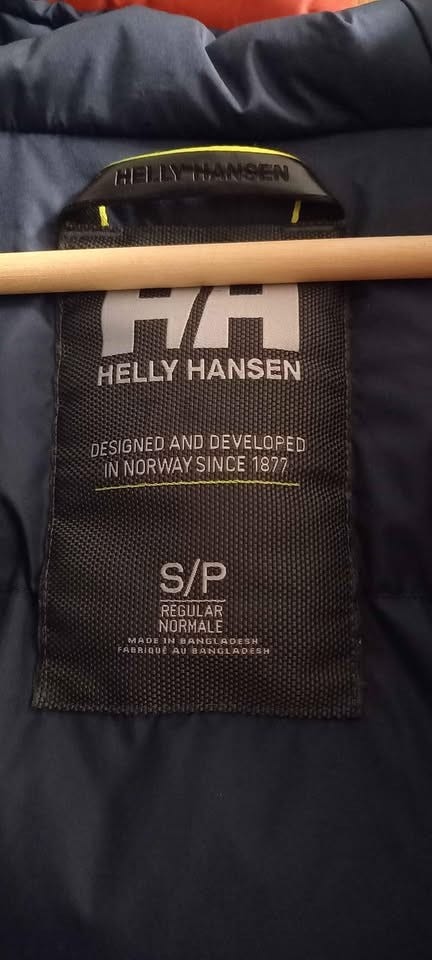 HELLY HANSEN
HH
HELLY HANSEN
DESIGNED AND DEVELOPED
IN NORWAY SINCE 1877
S/P
REGULAR
NORMALE
MADE IN BANGLADESH
FABRIQUÉ AU BANGLADESH